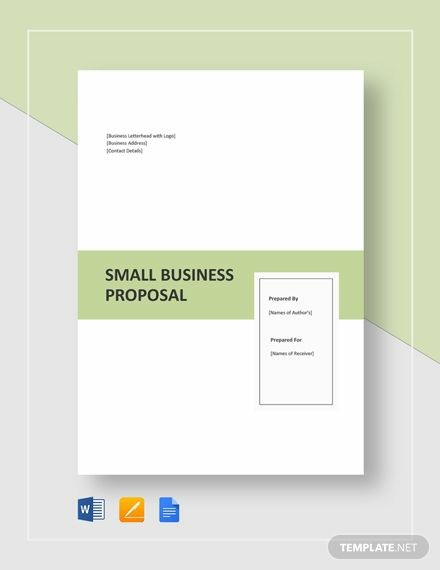 [Business Letterhead with Logo]
[Business Address]
[Contact Details]
SMALL BUSINESS
PROPOSAL
Prepared By
[Names of Author's]
Prepared For
[Names of Receiver]
W
TEMPLATE.NET